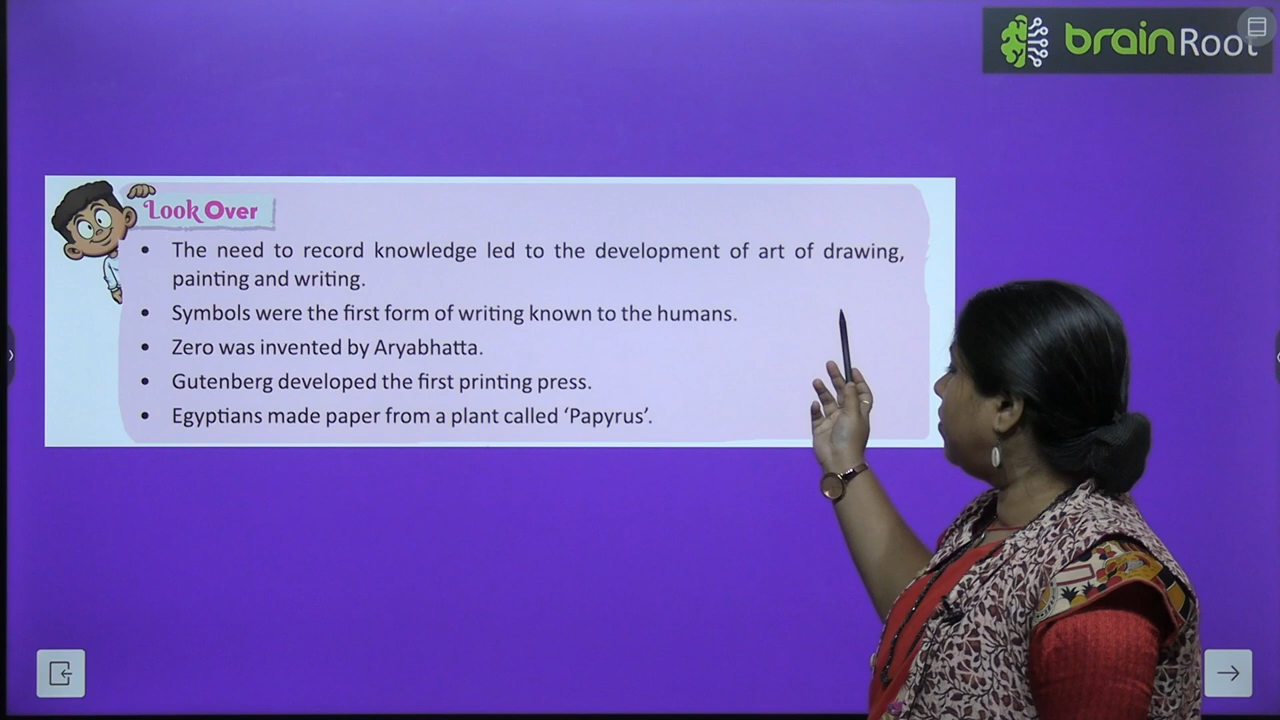 brainRoot
Look Over
• The need to record knowledge led to the development of art of drawing,
painting and writing.
• Symbols were the first form of writing known to the humans.
• Zero was invented by Aryabhatta.
• Gutenberg developed the first printing press.
• Egyptians made paper from a plant called ‘Papyrus’.